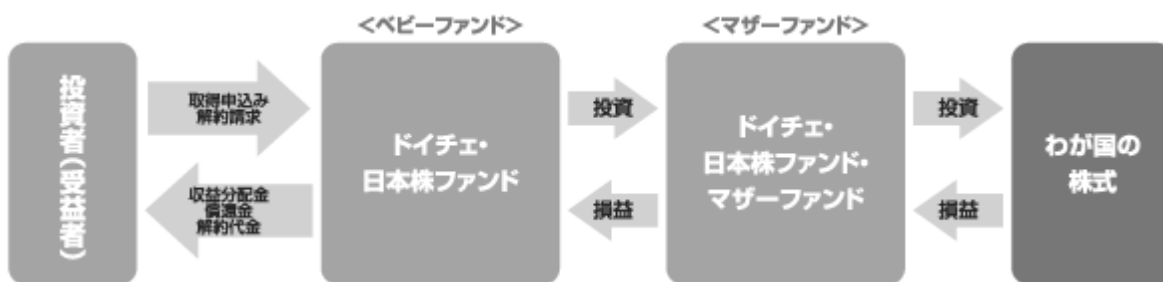 <ベビーファンド>
<マザーファンド>
投資者(受益者)
取得申込み
解約請求
収益分配金
償還金
解約代金
ドイチェ・
日本株ファンド
投資
損益
ドイチェ・
日本株ファンド・
マザーファンド
投資
損益
わが国の
株式